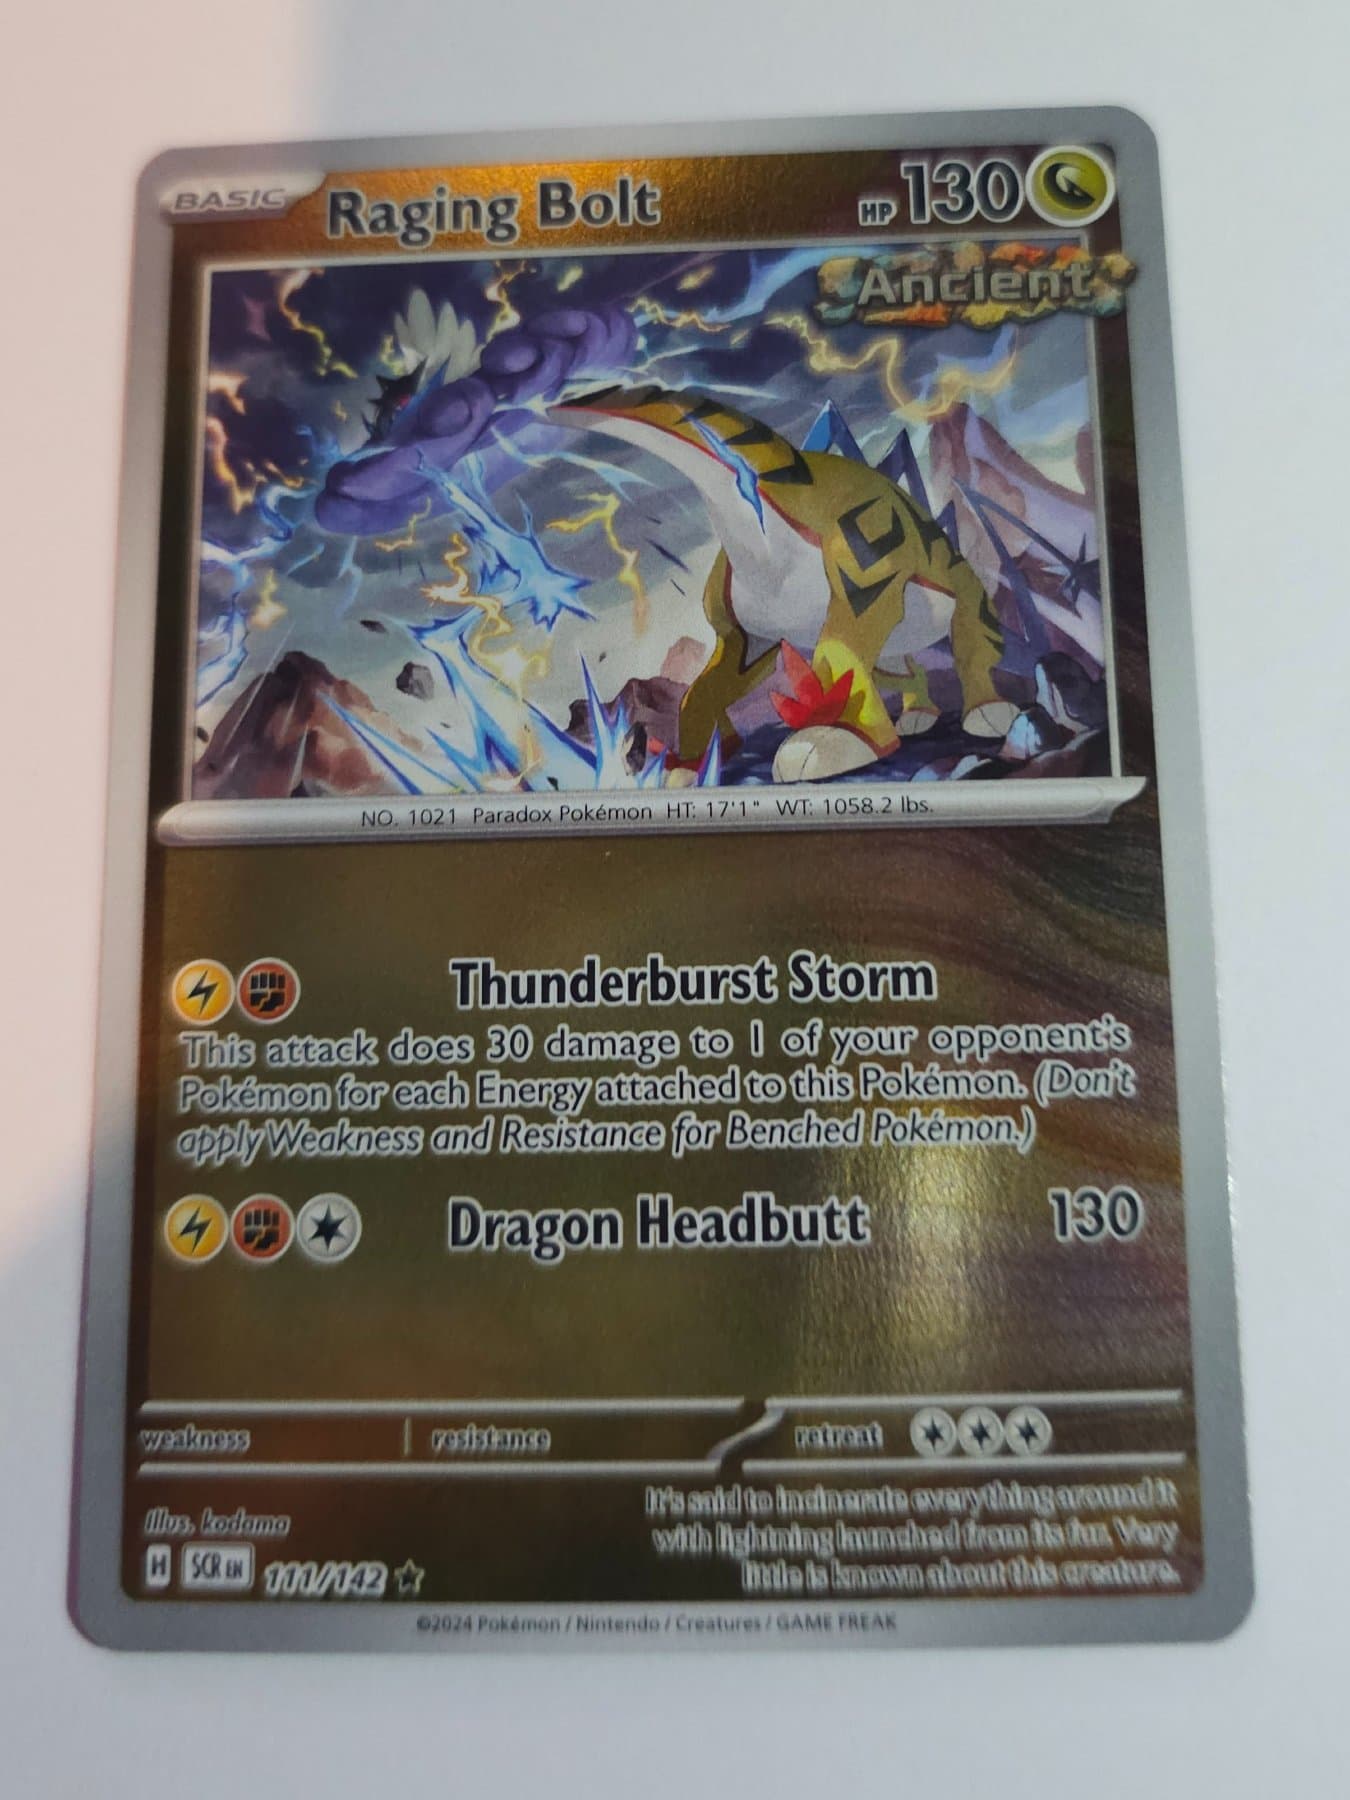 BASIC Raging Bolt HP 130
Ancient
NO. 1021 Paradox Pokémon HT: 17'1" WT: 1058.2 lbs.
Thunderburst Storm
This attack does 30 damage to 1 of your opponent's
Pokémon for each Energy attached to this Pokémon. (Don't
apply Weakness and Resistance for Benched Pokémon.)
Dragon Headbutt 130
weakness resistance retreat
It's said to incinerate everything around it
with lightning launched from its fur. Very
little is known about this creature.
Illus. kodama
H SCR EN 111/142
©2024 Pokémon / Nintendo / Creatures / GAME FREAK